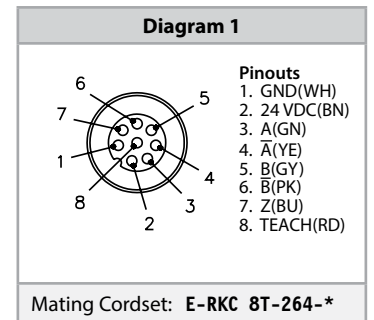 Diagram 1
6
7
5
1
4
8
3
2
Pinouts
1. GND(WH)
2. 24 VDC(BN)
3. A(GN)
4. A̅(YE)
5. B(GY)
6. B̅(PK)
7. Z(BU)
8. TEACH(RD)
Mating Cordset: E-RKC 8T-264-*